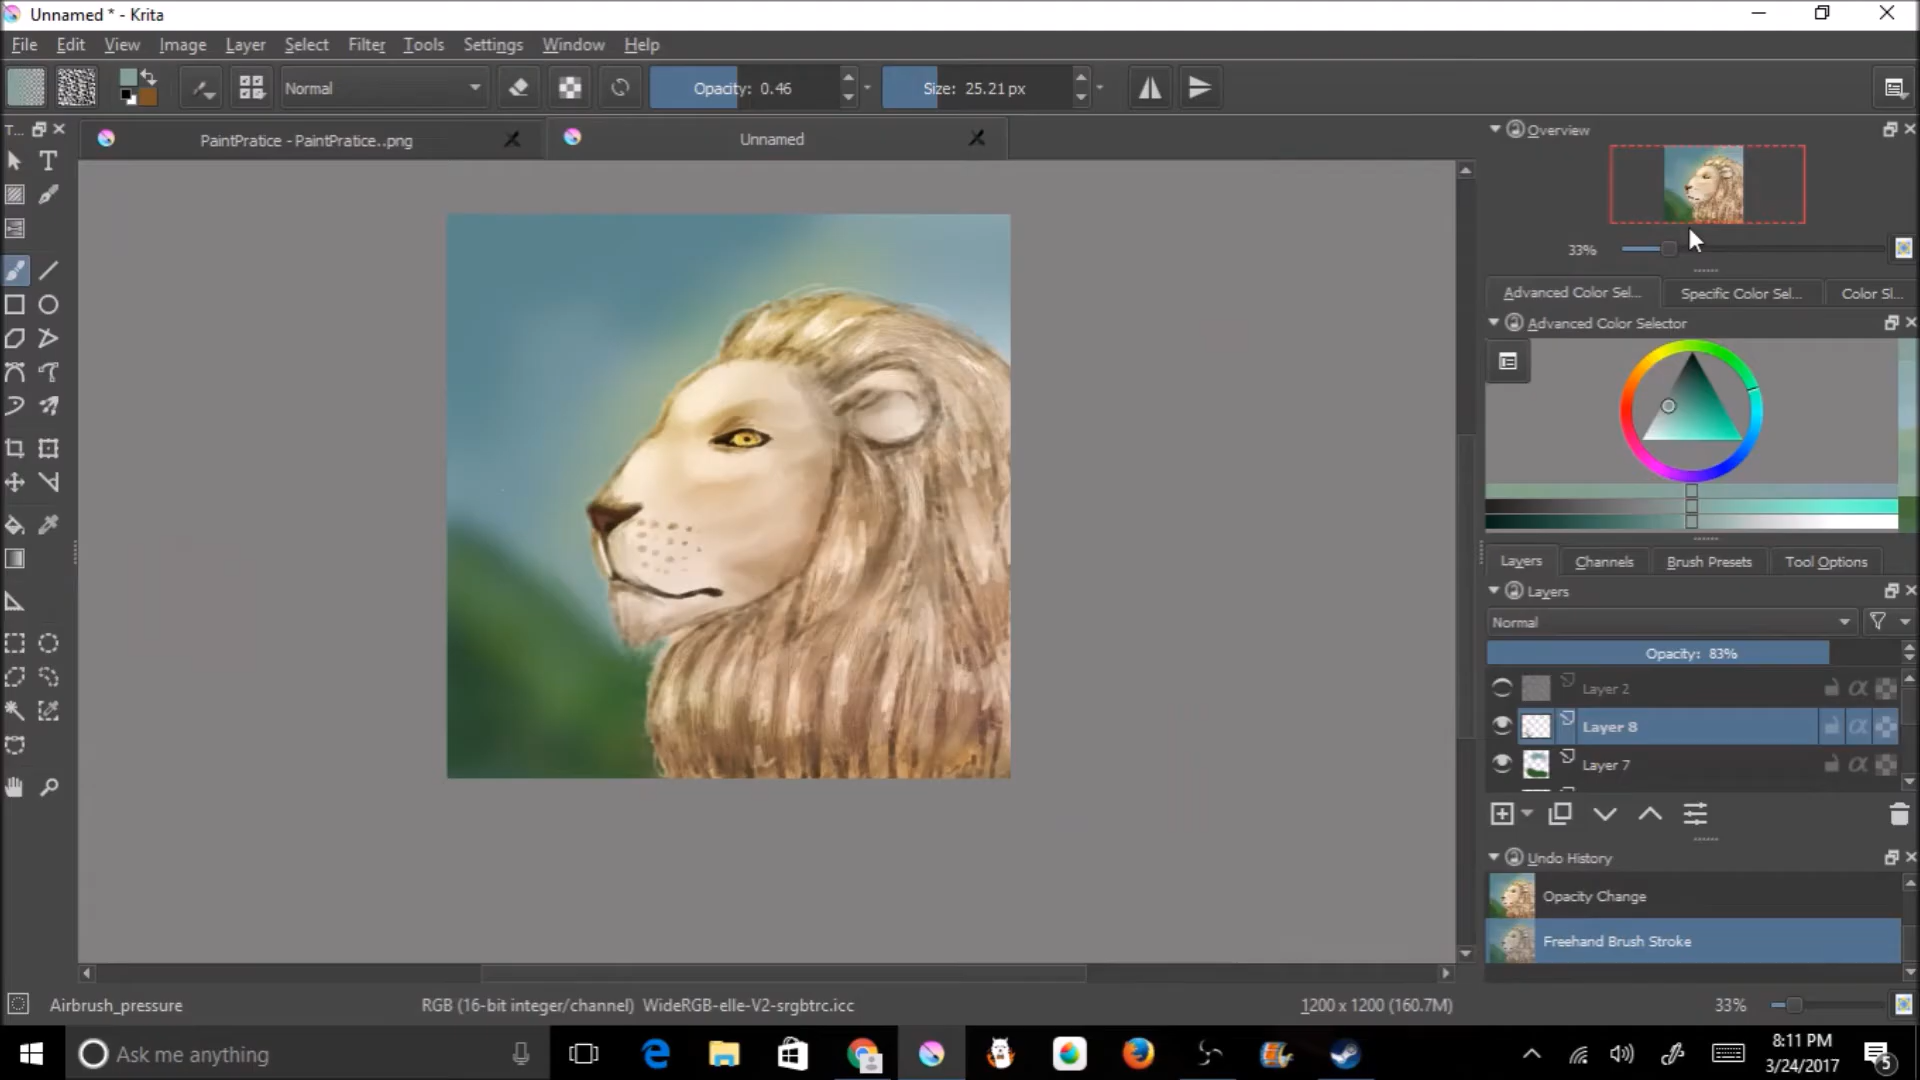 Unnamed * - Krita
File Edit View Image Layer Select Filter Tools Settings Window Help
Normal Opacity: 0.46 Size: 25.21 px
T... PaintPratice - PaintPratice..png Unnamed
Overview
33%
Advanced Color Sel... Specific Color Sel... Color Sl...
Advanced Color Selector
Layers Channels Brush Presets Tool Options
Layers
Normal
Opacity: 83%
Layer 2
Layer 8
Layer 7
Undo History
Opacity Change
Freehand Brush Stroke
Airbrush_pressure RGB (16-bit integer/channel) WideRGB-elle-V2-srgbtrc.icc 1200 x 1200 (160.7M) 33%
Ask me anything
8:11 PM
3/24/2017
5